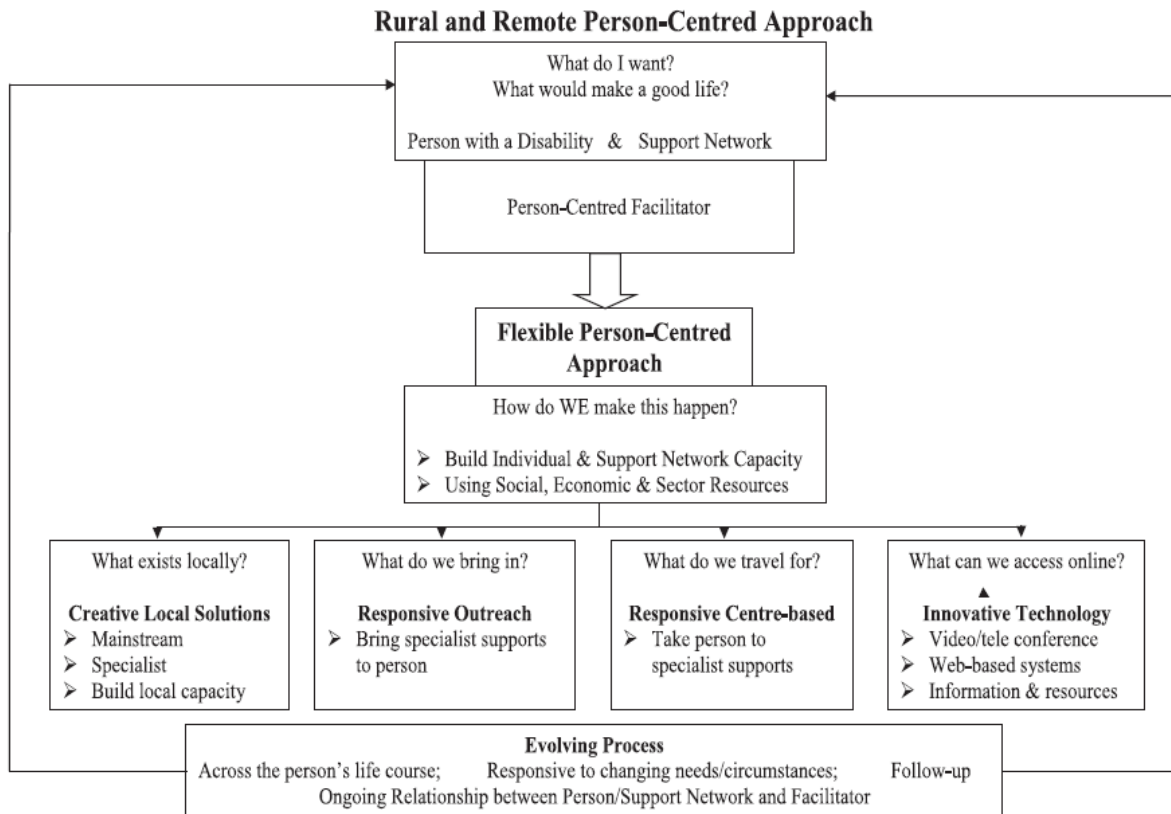 Rural and Remote Person-Centred Approach
What do I want?
What would make a good life?
Person with a Disability & Support Network
Person-Centred Facilitator
Flexible Person-Centred
Approach
How do WE make this happen?
➢ Build Individual & Support Network Capacity
➢ Using Social, Economic & Sector Resources
What exists locally?
Creative Local Solutions
➢ Mainstream
➢ Specialist
➢ Build local capacity
What do we bring in?
Responsive Outreach
➢ Bring specialist supports
to person
What do we travel for?
Responsive Centre-based
➢ Take person to
specialist supports
What can we access online?
Innovative Technology
➢ Video/tele conference
➢ Web-based systems
➢ Information & resources
Evolving Process
Across the person's life course; Responsive to changing needs/circumstances; Follow-up
Ongoing Relationship between Person/Support Network and Facilitator